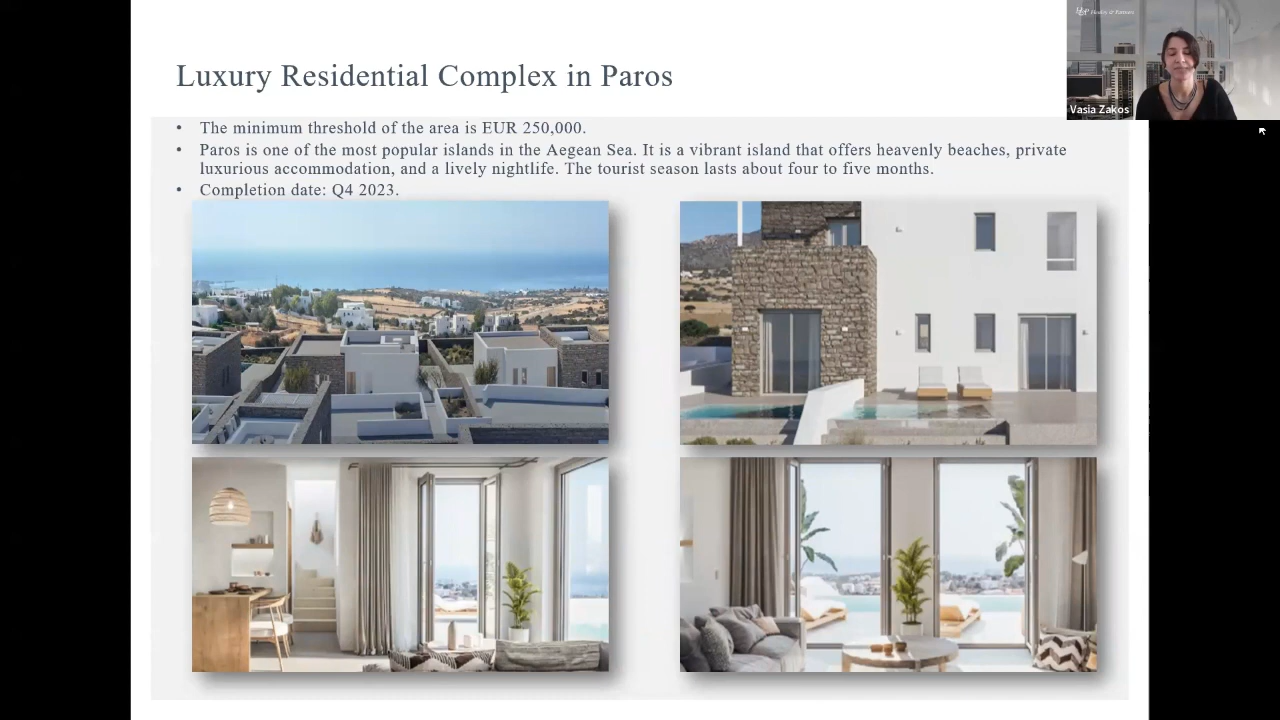 Luxury Residential Complex in Paros
• The minimum threshold of the area is EUR 250,000.
• Paros is one of the most popular islands in the Aegean Sea. It is a vibrant island that offers heavenly beaches, private
luxurious accommodation, and a lively nightlife. The tourist season lasts about four to five months.
• Completion date: Q4 2023.
Vasia Zakos